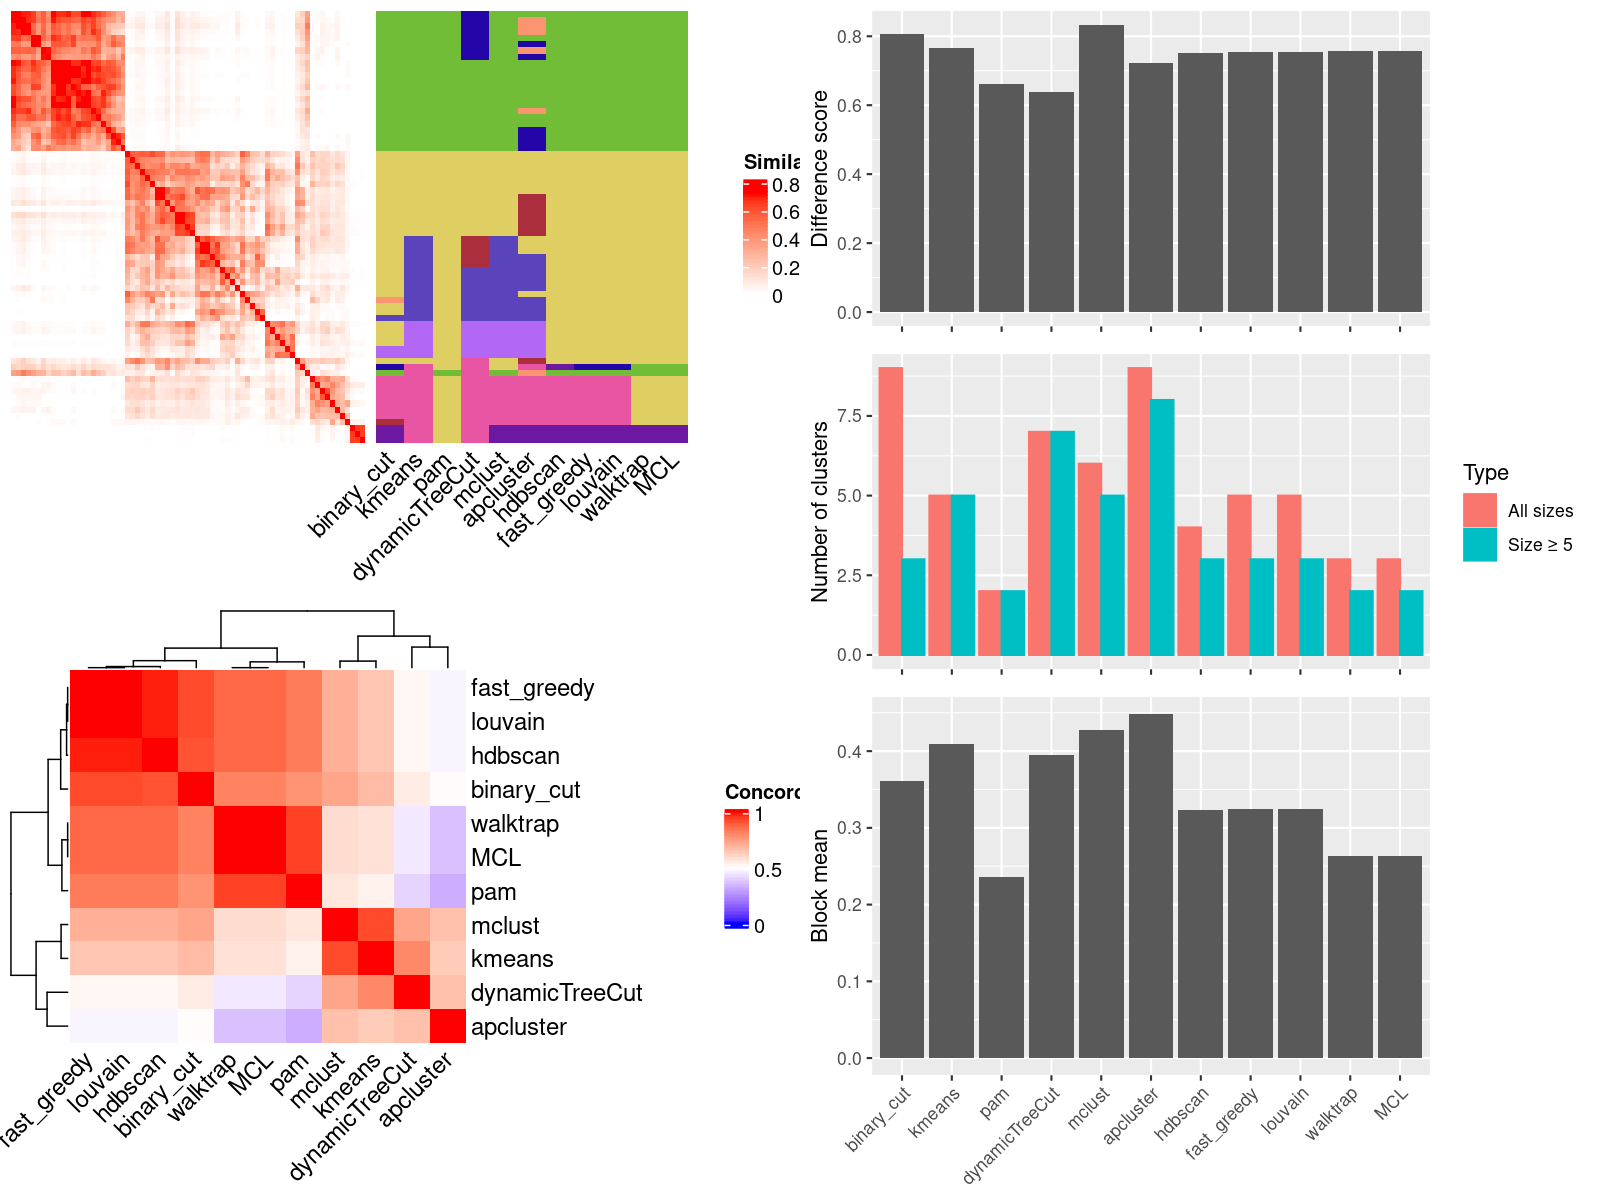 Simila
0.8
0.6
0.4
0.2
0
binary_cut
kmeans
pam
dynamicTreeCut
mclust
apcluster
hdbscan
fast_greedy
louvain
walktrap
MCL
fast_greedy
louvain
hdbscan
binary_cut
walktrap
MCL
pam
mclust
kmeans
dynamicTreeCut
apcluster
fast_greedy
louvain
hdbscan
binary_cut
walktrap
MCL
pam
mclust
kmeans
dynamicTreeCut
apcluster
Concord
1
0.5
0
Difference score
0.8
0.6
0.4
0.2
0.0
Number of clusters
7.5
5.0
2.5
0.0
Type
All sizes
Size ≥ 5
Block mean
0.4
0.3
0.2
0.1
0.0
binary_cut
kmeans
pam
dynamicTreeCut
mclust
apcluster
hdbscan
fast_greedy
louvain
walktrap
MCL